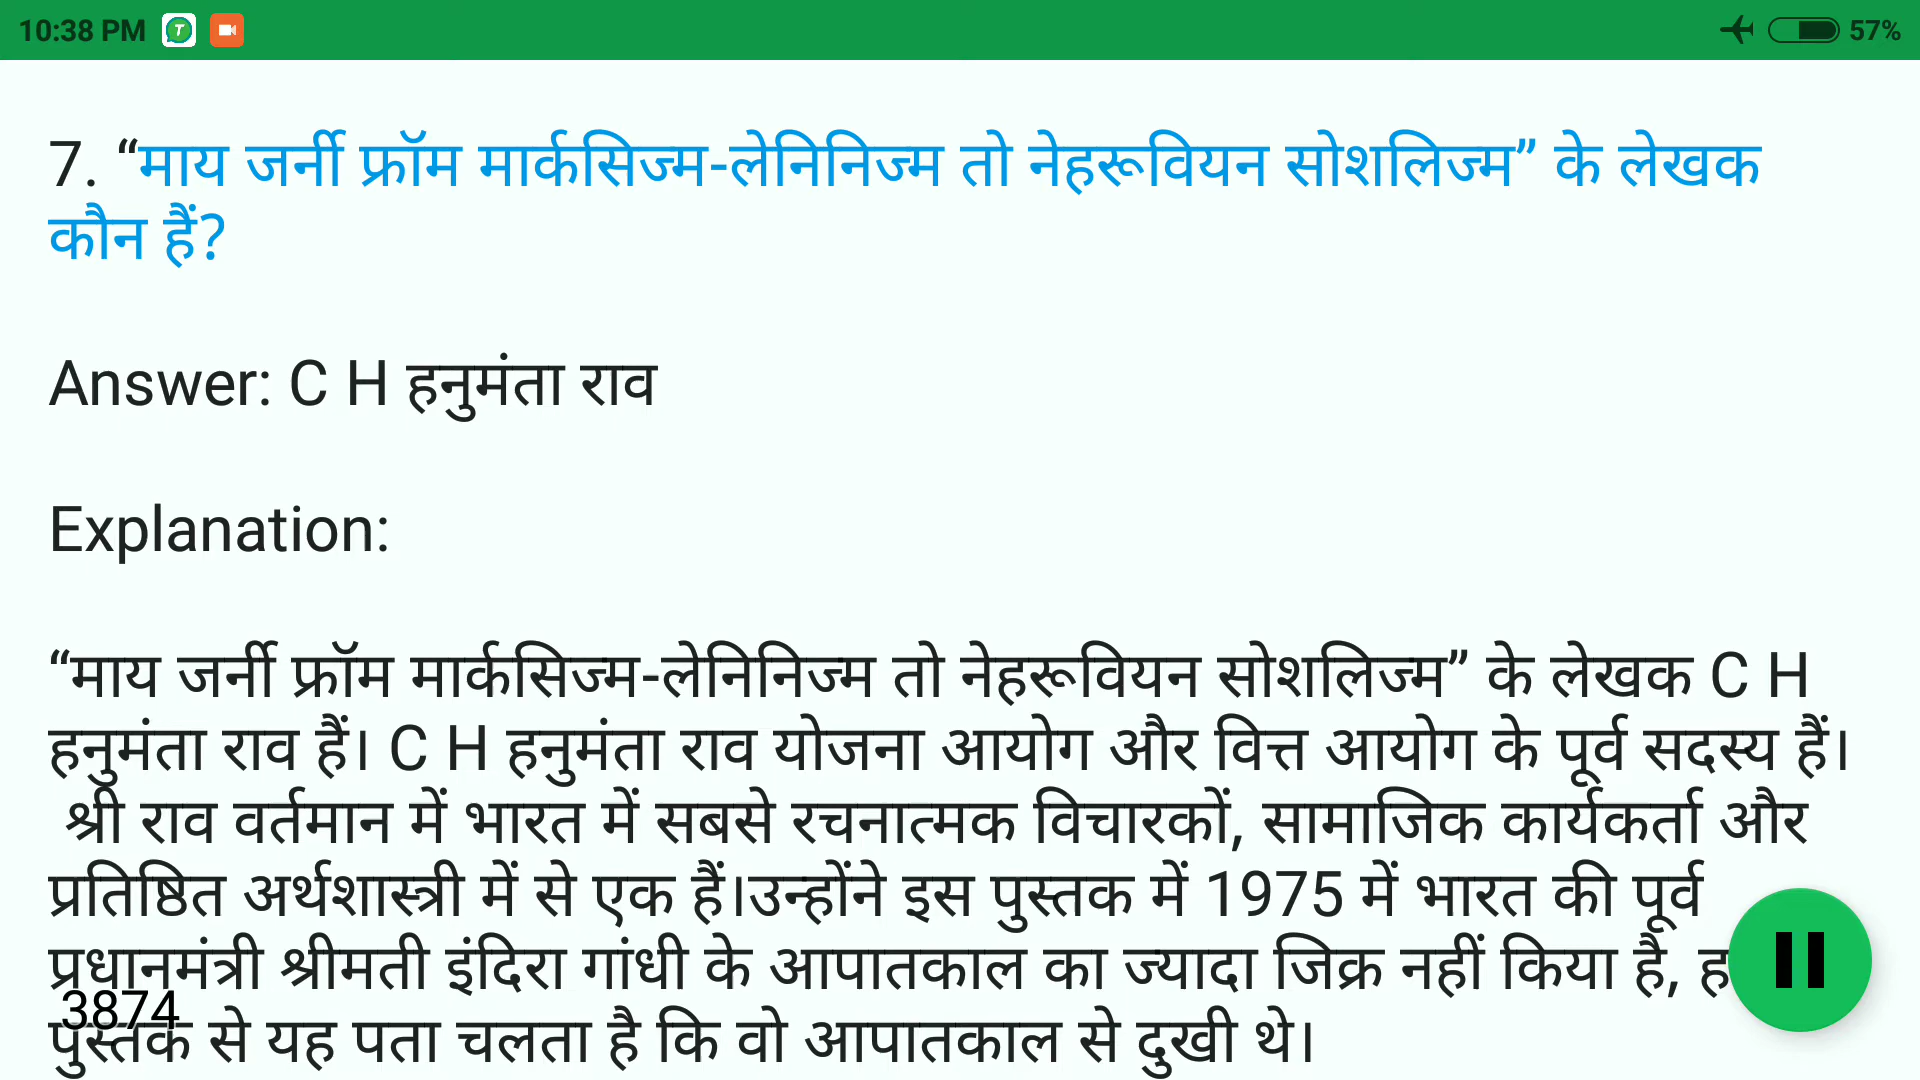 10:38 PM
57%
7. “माय जर्नी फ्रॉम मार्कसिज्म-लेनिनिज्म तो नेहरूवियन सोशलिज्म” के लेखक
कौन हैं?
Answer: C H हनुमंता राव
Explanation:
“माय जर्नी फ्रॉम मार्कसिज्म-लेनिनिज्म तो नेहरूवियन सोशलिज्म” के लेखक C H
हनुमंता राव हैं। C H हनुमंता राव योजना आयोग और वित्त आयोग के पूर्व सदस्य हैं।
श्री राव वर्तमान में भारत में सबसे रचनात्मक विचारकों, सामाजिक कार्यकर्ता और
प्रतिष्ठित अर्थशास्त्री में से एक हैं।उन्होंने इस पुस्तक में 1975 में भारत की पूर्व
प्रधानमंत्री श्रीमती इंदिरा गांधी के आपातकाल का ज्यादा जिक्र नहीं किया है,
3874
पुस्तक से यह पता चलता है कि वो आपातकाल से दुखी थे।